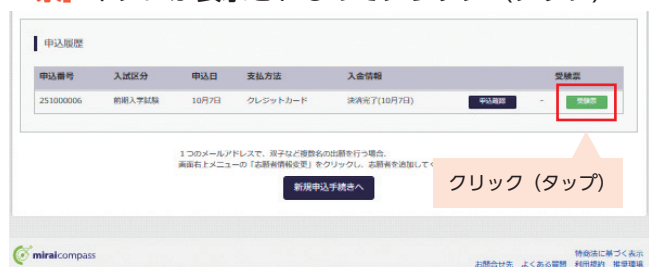 申込履歴
申込番号 入試区分 申込日 支払方法 入金情報 受験票
251000006 前期入学試験 10月7日 クレジットカード 決済完了(10月7日) 申込確認 - 受験票
1つのメールアドレスで、双子など複数名の出願を行う場合、
画面右上メニューの「志願者情報変更」をクリックし、志願者を追加してく
クリック（タップ）
新規申込手続きへ
miraicompass
特商法に基づく表示
お問合せ先 よくある質問 利用規約 推奨環境